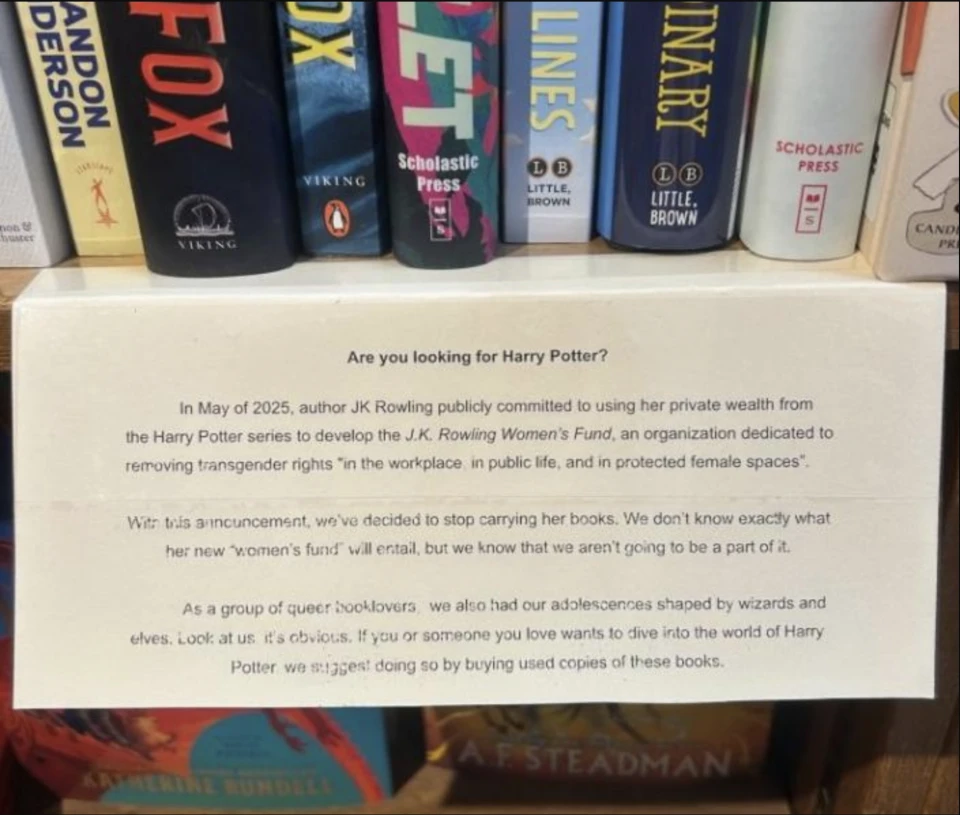 ANDON
DERSON
FOX
VIKING
OX
VIKING
LET
Scholastic
Press
S
LINES
L B
LITTLE,
BROWN
DINARY
L B
LITTLE,
BROWN
SCHOLASTIC
PRESS
S
CAND
Are you looking for Harry Potter?
In May of 2025, author JK Rowling publicly committed to using her private wealth from
the Harry Potter series to develop the J.K. Rowling Women's Fund, an organization dedicated to
removing transgender rights "in the workplace, in public life, and in protected female spaces".
With this announcement, we've decided to stop carrying her books. We don't know exactly what
her new "women's fund" will entail, but we know that we aren't going to be a part of it.
As a group of queer booklovers, we also had our adolescences shaped by wizards and
elves. Look at us, it's obvious. If you or someone you love wants to dive into the world of Harry
Potter, we suggest doing so by buying used copies of these books.
KATHERINE RUNDELL
A.F. STEADMAN